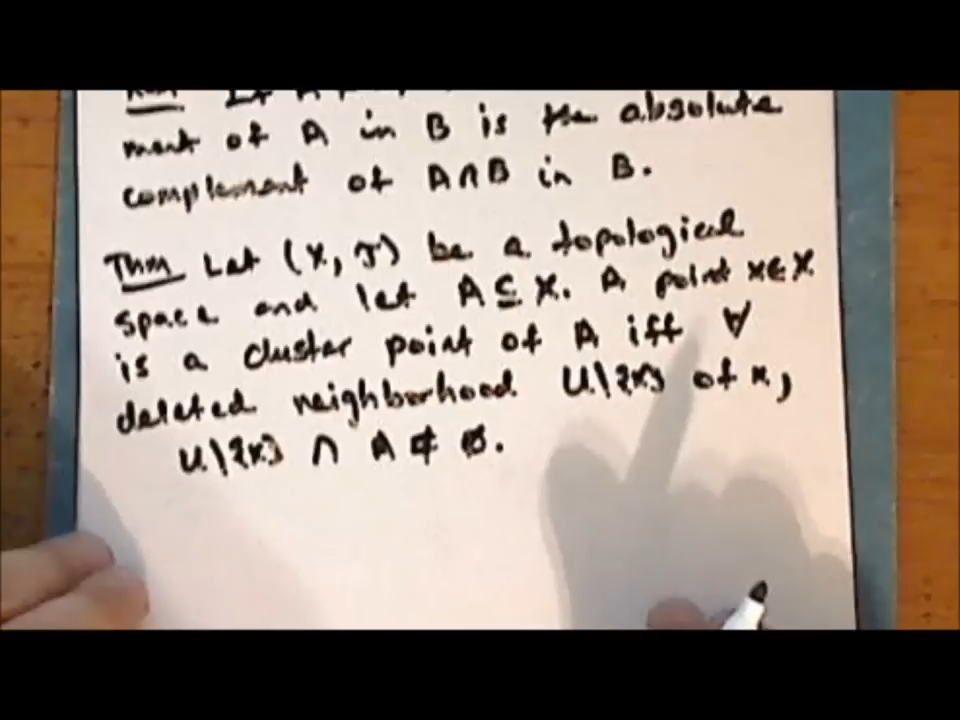 ment of A in B is the absolute
complement of A∩B in B.
Thm Let (X, 𝒯) be a topological
space and let A ⊆ X. A point x∈X
is a cluster point of A iff ∀
deleted neighborhood U\{x} of x,
U\{x} ∩ A ≠ ∅.